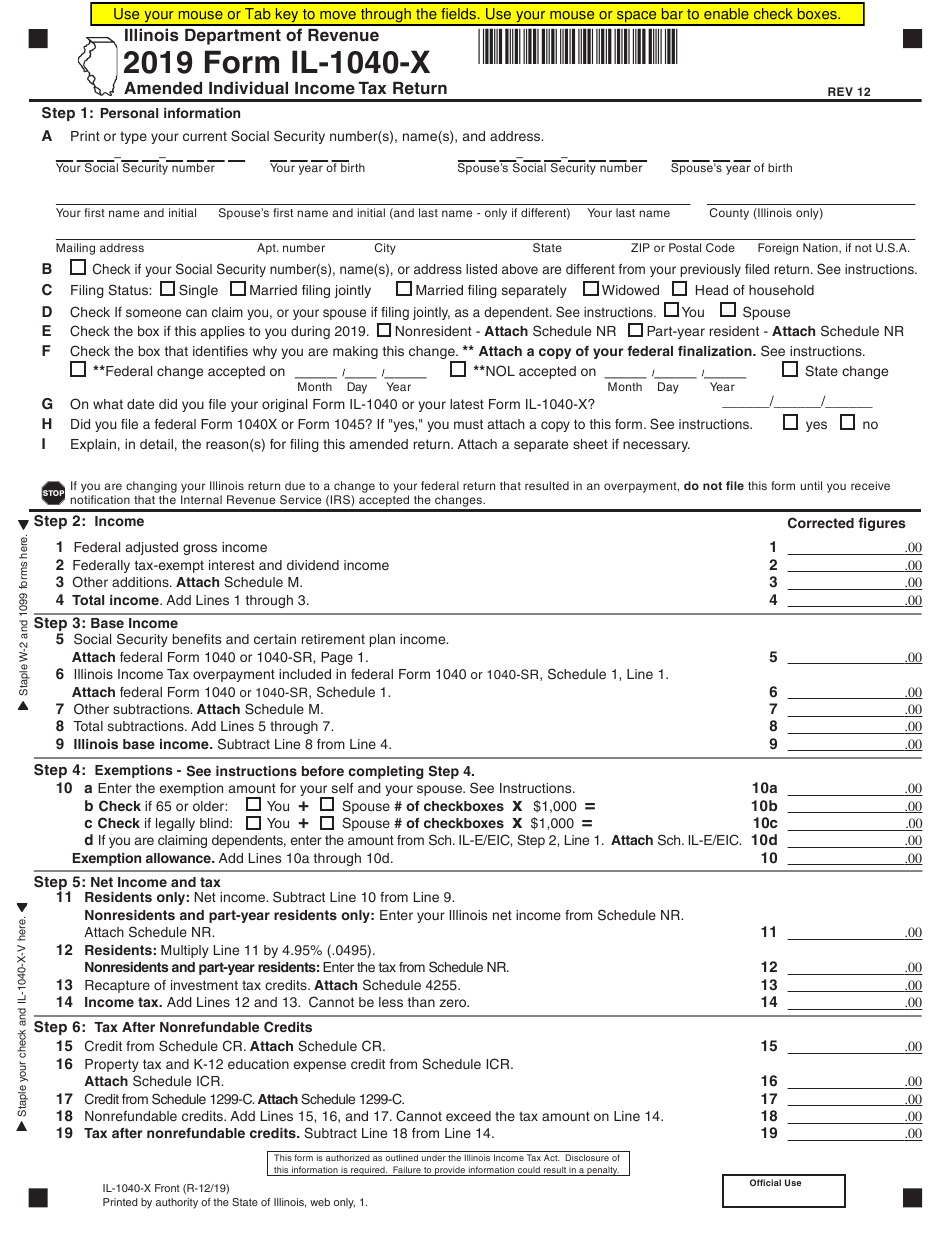 Use your mouse or Tab key to move through the fields. Use your mouse or space bar to enable check boxes.
Illinois Department of Revenue
2019 Form IL-1040-X
Amended Individual Income Tax Return
REV 12
Step 1: Personal information
A Print or type your current Social Security number(s), name(s), and address.
Your Social Security number Your year of birth Spouse's Social Security number Spouse's year of birth
Your first name and initial Spouse's first name and initial (and last name - only if different) Your last name County (Illinois only)
Mailing address Apt. number City State ZIP or Postal Code Foreign Nation, if not U.S.A.
B Check if your Social Security number(s), name(s), or address listed above are different from your previously filed return. See instructions.
C Filing Status: Single Married filing jointly Married filing separately Widowed Head of household
D Check If someone can claim you, or your spouse if filing jointly, as a dependent. See instructions. You Spouse
E Check the box if this applies to you during 2019. Nonresident - Attach Schedule NR Part-year resident - Attach Schedule NR
F Check the box that identifies why you are making this change. ** Attach a copy of your federal finalization. See instructions.
**Federal change accepted on ______ /_____ /______ **NOL accepted on ______ /______ /______ State change
Month Day Year Month Day Year
G On what date did you file your original Form IL-1040 or your latest Form IL-1040-X? ______/______/______
H Did you file a federal Form 1040X or Form 1045? If "yes," you must attach a copy to this form. See instructions. yes no
I Explain, in detail, the reason(s) for filing this amended return. Attach a separate sheet if necessary.
STOP If you are changing your Illinois return due to a change to your federal return that resulted in an overpayment, do not file this form until you receive
notification that the Internal Revenue Service (IRS) accepted the changes.
Staple W-2 and 1099 forms here.
Step 2: Income Corrected figures
1 Federal adjusted gross income 1 .00
2 Federally tax-exempt interest and dividend income 2 .00
3 Other additions. Attach Schedule M. 3 .00
4 Total income. Add Lines 1 through 3. 4 .00
Step 3: Base Income
5 Social Security benefits and certain retirement plan income.
Attach federal Form 1040 or 1040-SR, Page 1. 5 .00
6 Illinois Income Tax overpayment included in federal Form 1040 or 1040-SR, Schedule 1, Line 1.
Attach federal Form 1040 or 1040-SR, Schedule 1. 6 .00
7 Other subtractions. Attach Schedule M. 7 .00
8 Total subtractions. Add Lines 5 through 7. 8 .00
9 Illinois base income. Subtract Line 8 from Line 4. 9 .00
Step 4: Exemptions - See instructions before completing Step 4.
10 a Enter the exemption amount for your self and your spouse. See Instructions. 10a .00
b Check if 65 or older: You + Spouse # of checkboxes X $1,000 = 10b .00
c Check if legally blind: You + Spouse # of checkboxes X $1,000 = 10c .00
d If you are claiming dependents, enter the amount from Sch. IL-E/EIC, Step 2, Line 1. Attach Sch. IL-E/EIC. 10d .00
Exemption allowance. Add Lines 10a through 10d. 10 .00
Staple your check and IL-1040-X-V here.
Step 5: Net Income and tax
11 Residents only: Net income. Subtract Line 10 from Line 9.
Nonresidents and part-year residents only: Enter your Illinois net income from Schedule NR.
Attach Schedule NR. 11 .00
12 Residents: Multiply Line 11 by 4.95% (.0495).
Nonresidents and part-year residents: Enter the tax from Schedule NR. 12 .00
13 Recapture of investment tax credits. Attach Schedule 4255. 13 .00
14 Income tax. Add Lines 12 and 13. Cannot be less than zero. 14 .00
Step 6: Tax After Nonrefundable Credits
15 Credit from Schedule CR. Attach Schedule CR. 15 .00
16 Property tax and K-12 education expense credit from Schedule ICR.
Attach Schedule ICR. 16 .00
17 Credit from Schedule 1299-C. Attach Schedule 1299-C. 17 .00
18 Nonrefundable credits. Add Lines 15, 16, and 17. Cannot exceed the tax amount on Line 14. 18 .00
19 Tax after nonrefundable credits. Subtract Line 18 from Line 14. 19 .00
This form is authorized as outlined under the Illinois Income Tax Act. Disclosure of
this information is required. Failure to provide information could result in a penalty.
Official Use
IL-1040-X Front (R-12/19)
Printed by authority of the State of Illinois, web only, 1.